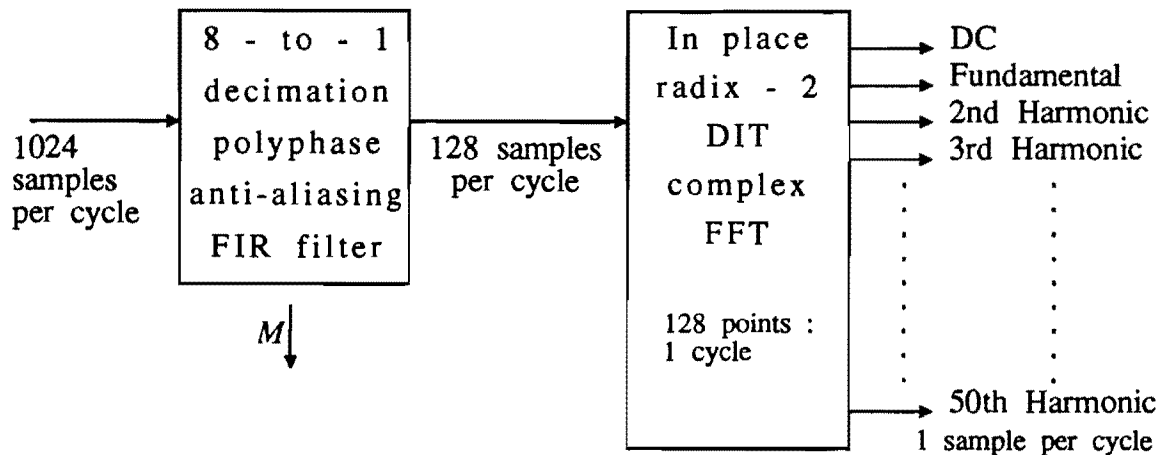 8 - to - 1
decimation
polyphase
anti-aliasing
FIR filter
1024
samples
per cycle
M
128 samples
per cycle
In place
radix - 2
DIT
complex
FFT
128 points :
1 cycle
DC
Fundamental
2nd Harmonic
3rd Harmonic
50th Harmonic
1 sample per cycle